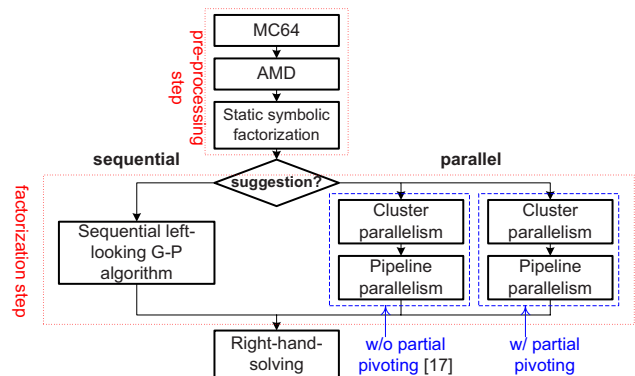 MC64
AMD
Static symbolic
factorization
pre-processing
step
sequential
parallel
suggestion?
factorization step
Sequential left-
looking G-P
algorithm
Cluster
parallelism
Pipeline
parallelism
Cluster
parallelism
Pipeline
parallelism
Right-hand-
solving
w/o partial
pivoting [17]
w/ partial
pivoting